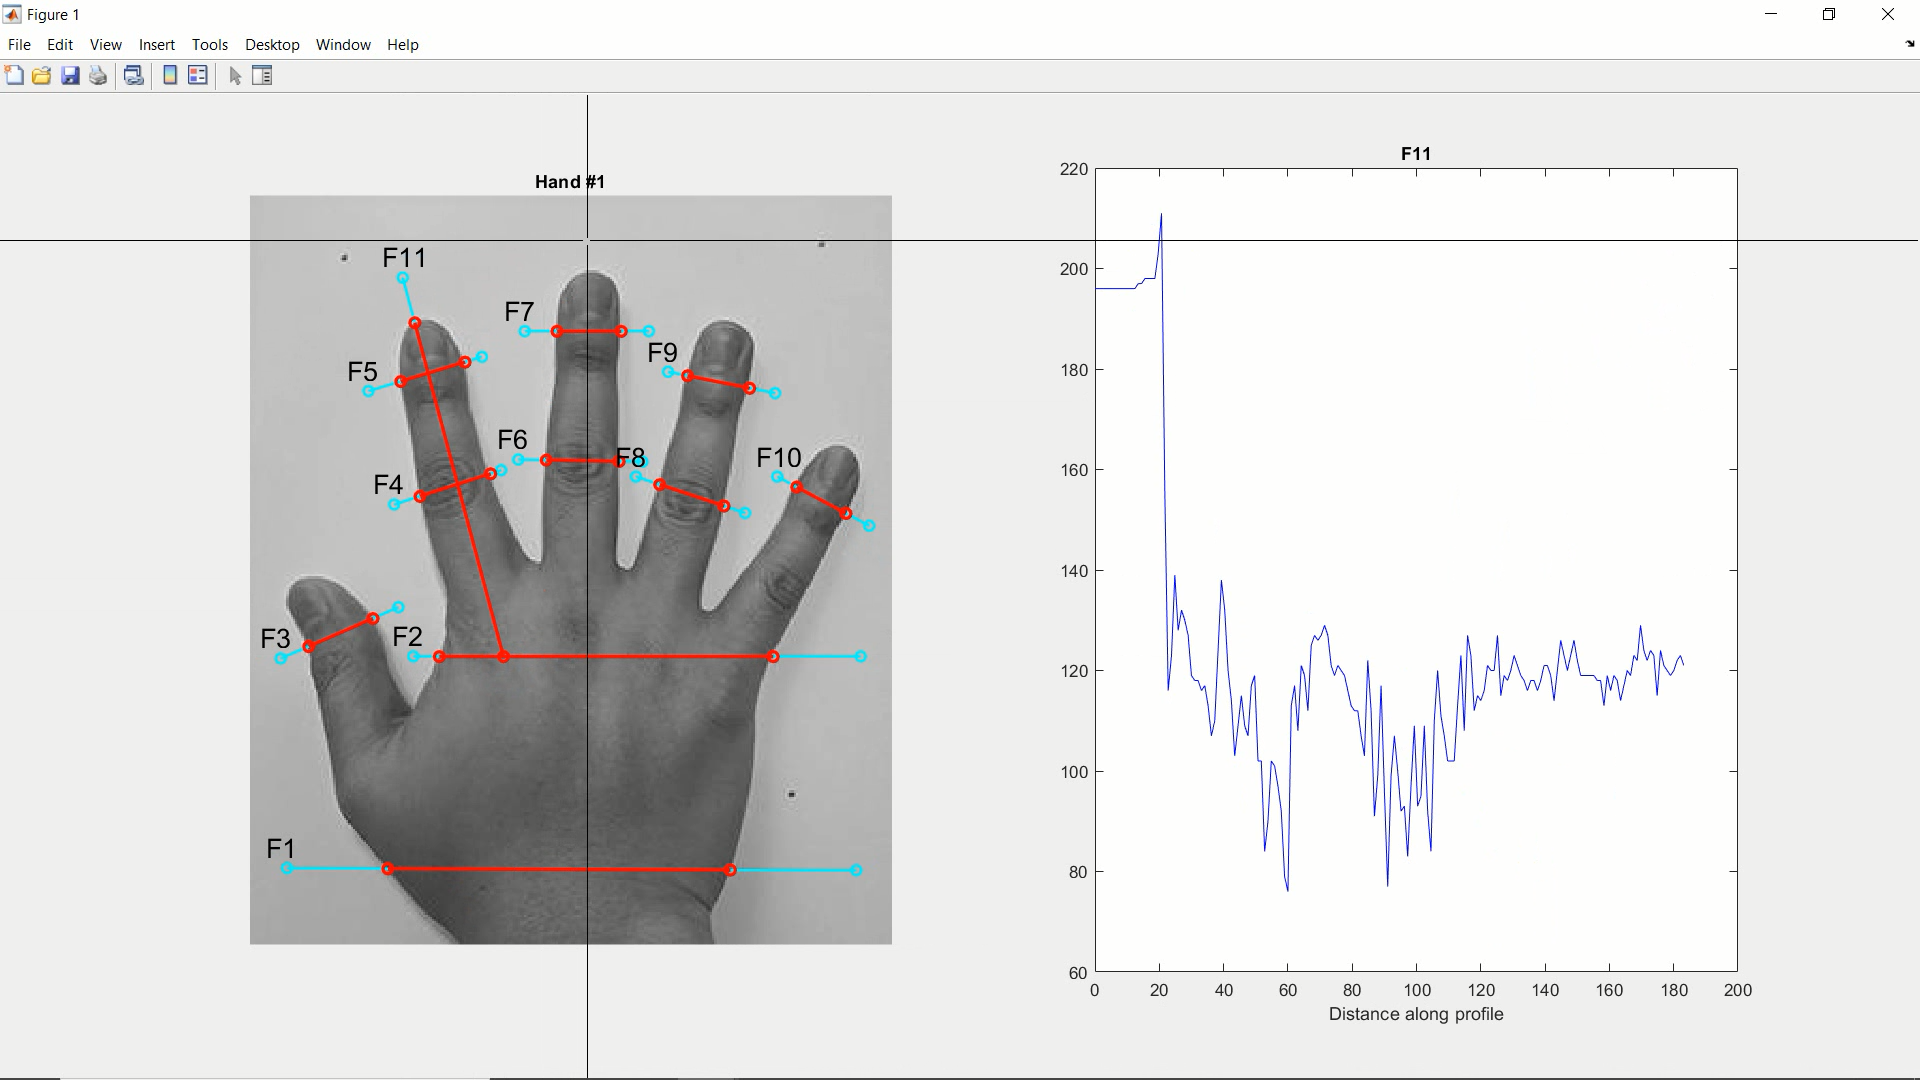 Figure 1
File Edit View Insert Tools Desktop Window Help
Hand #1
F11
F7
F9
F5
F6
F8
F10
F4
F3
F2
F1
F11
220
200
180
160
140
120
100
80
60
0 20 40 60 80 100 120 140 160 180 200
Distance along profile